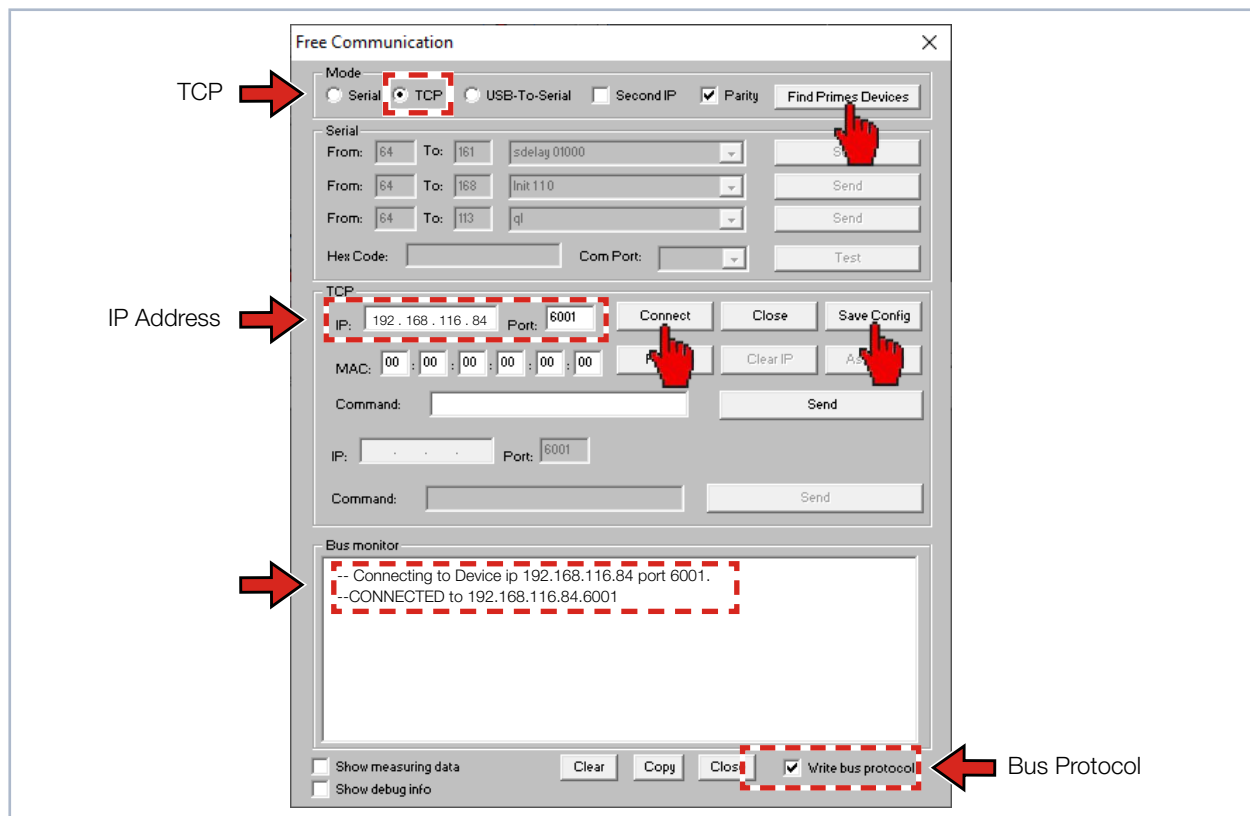 Free Communication
Mode
TCP
Serial TCP USB-To-Serial Second IP Parity Find Primes Devices
Serial
From: 64 To: 161 sdelay 01000
From: 64 To: 168 Init 110 Send
From: 64 To: 113 ql Send
Hex Code: Com Port: Test
TCP
IP Address
IP: 192 . 168 . 116 . 84 Port: 6001 Connect Close Save Config
MAC: 00 : 00 : 00 : 00 : 00 : 00 Clear IP
Command: Send
IP: . . . Port: 6001
Command: Send
Bus monitor
-- Connecting to Device ip 192.168.116.84 port 6001.
--CONNECTED to 192.168.116.84.6001
Show measuring data Clear Copy Close Write bus protocol
Bus Protocol
Show debug info